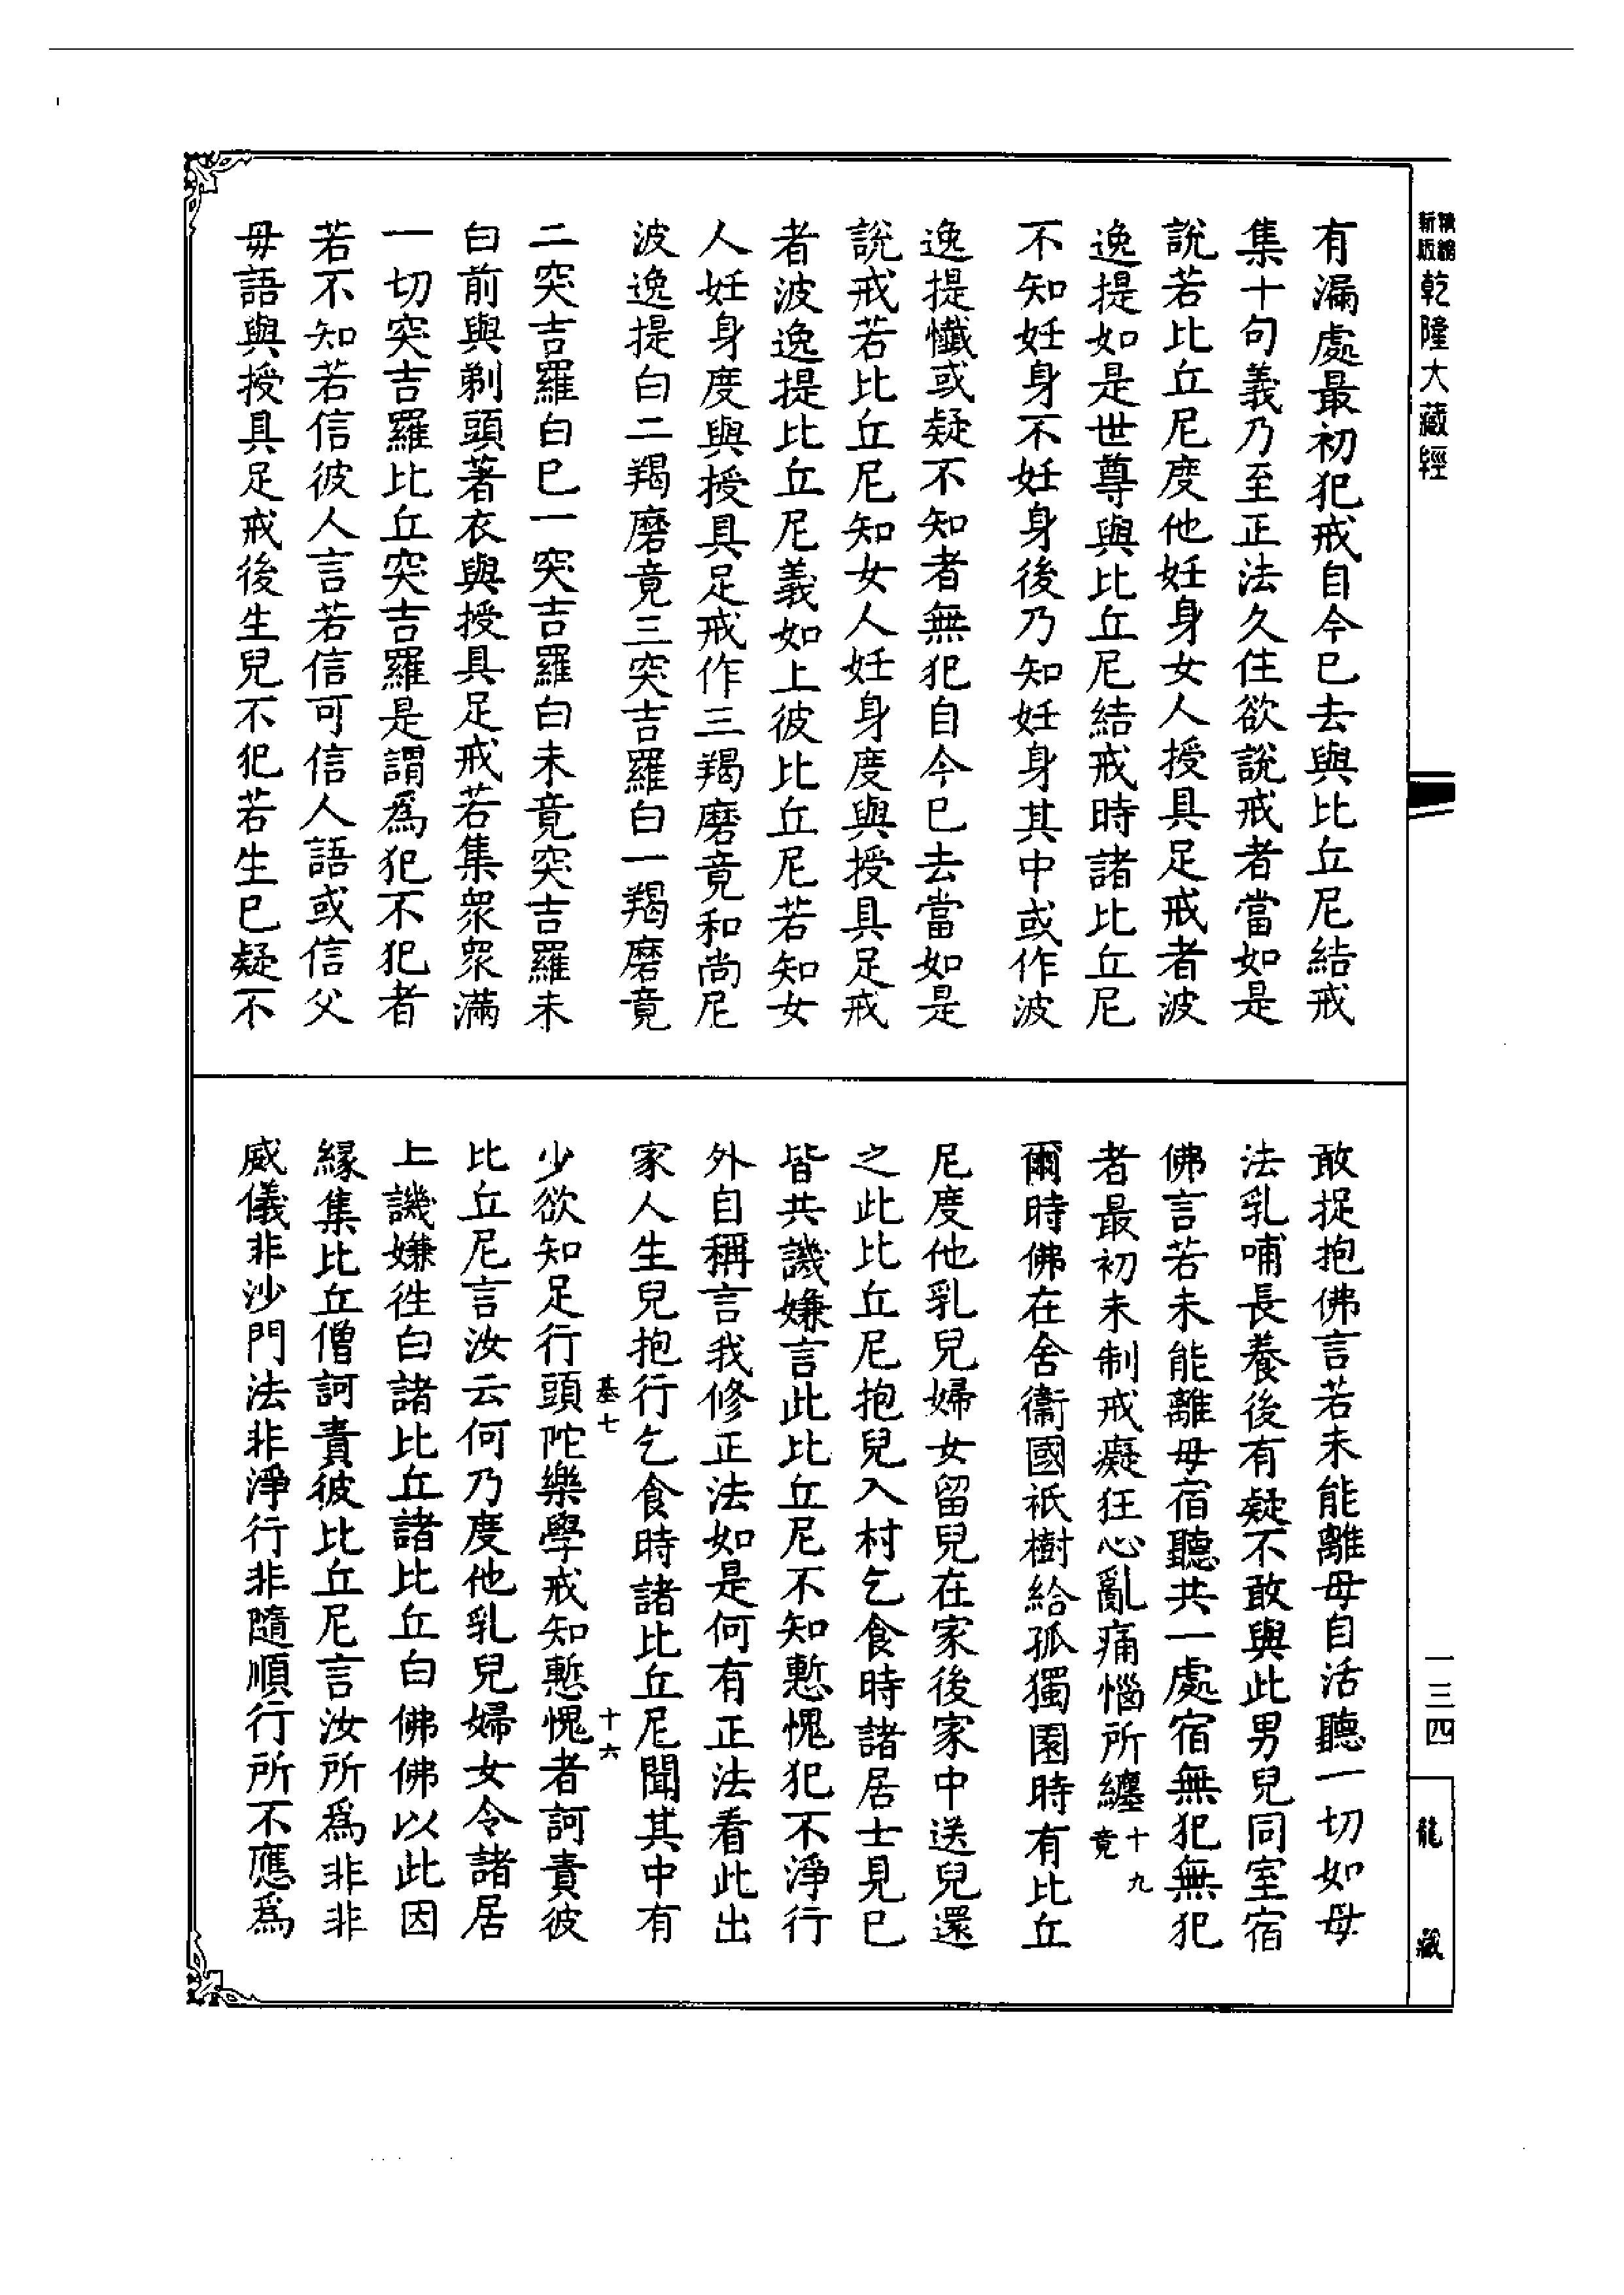 新編縮版 乾隆大藏經
有漏處最初犯戒自今已去與比丘尼結戒
集十句義乃至正法久住欲說戒者當如是
說若比丘尼度他妊身女人授具足戒者波
逸提如是世尊與比丘尼結戒時諸比丘尼
不知妊身不妊身後乃知妊身其中或作波
逸提懺或疑不知者無犯自今已去當如是
說戒若比丘尼知女人妊身度與授具足戒
者波逸提比丘尼義如上彼比丘尼若知女
人妊身度與授具足戒作三羯磨竟和尚尼
波逸提白二羯磨竟三突吉羅白一羯磨竟
二突吉羅白已一突吉羅白未竟突吉羅未
白前與剃頭著衣與授具足戒若集眾眾滿
一切突吉羅比丘突吉羅是謂為犯不犯者
若不知若信彼人言若信可信人語或信父
母語與授具足戒後生兒不犯若生已疑不
敢捉抱佛言若未能離母自活聽一切如母
法乳哺長養後有疑不敢與此男兒同室宿
佛言若未能離母宿聽共一處宿無犯無犯
者最初未制戒癡狂心亂痛惱所纏十九竟
爾時佛在舍衛國祇樹給孤獨園時有比丘
尼度他乳兒婦女留兒在家後家中送兒還
之此比丘尼抱兒入村乞食時諸居士見已
皆共譏嫌言此比丘尼不知慙愧犯不淨行
外自稱言我修正法如是何有正法看此出
家人生兒抱行乞食時諸比丘尼聞其中有
基七 十六
少欲知足行頭陀樂學戒知慙愧者訶責彼
比丘尼言汝云何乃度他乳兒婦女令諸居
上譏嫌徃白諸比丘諸比丘白佛佛以此因
緣集比丘僧訶責彼比丘尼言汝所為非非
威儀非沙門法非淨行非隨順行所不應為
一三四
龍藏